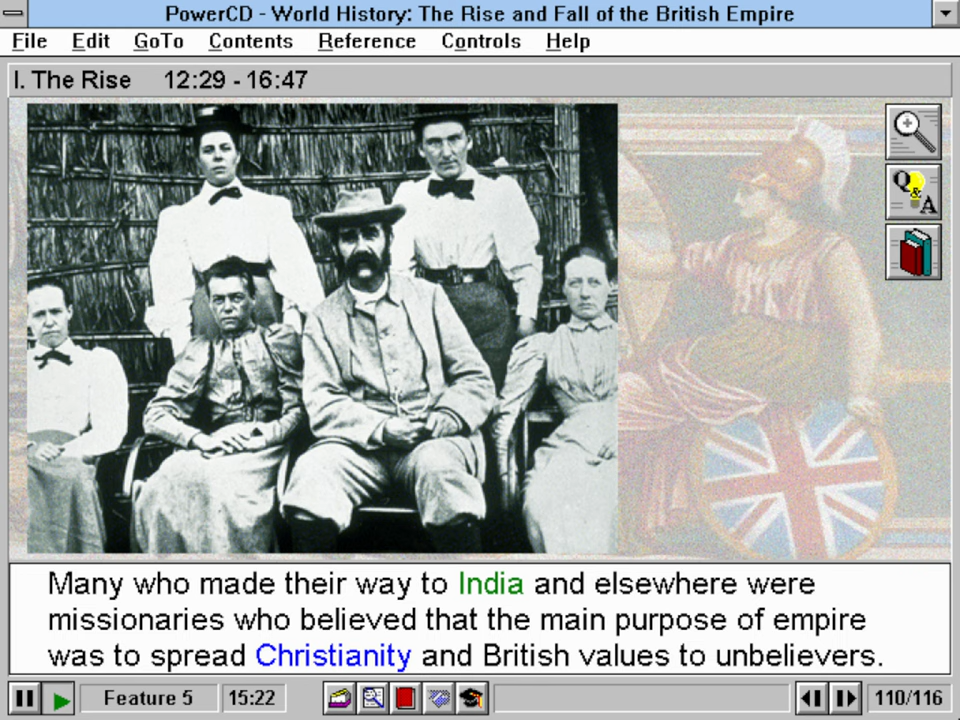 PowerCD - World History: The Rise and Fall of the British Empire
File Edit GoTo Contents Reference Controls Help
I. The Rise 12:29 - 16:47
Q & A
Many who made their way to India and elsewhere were
missionaries who believed that the main purpose of empire
was to spread Christianity and British values to unbelievers.
Feature 5 15:22 110/116